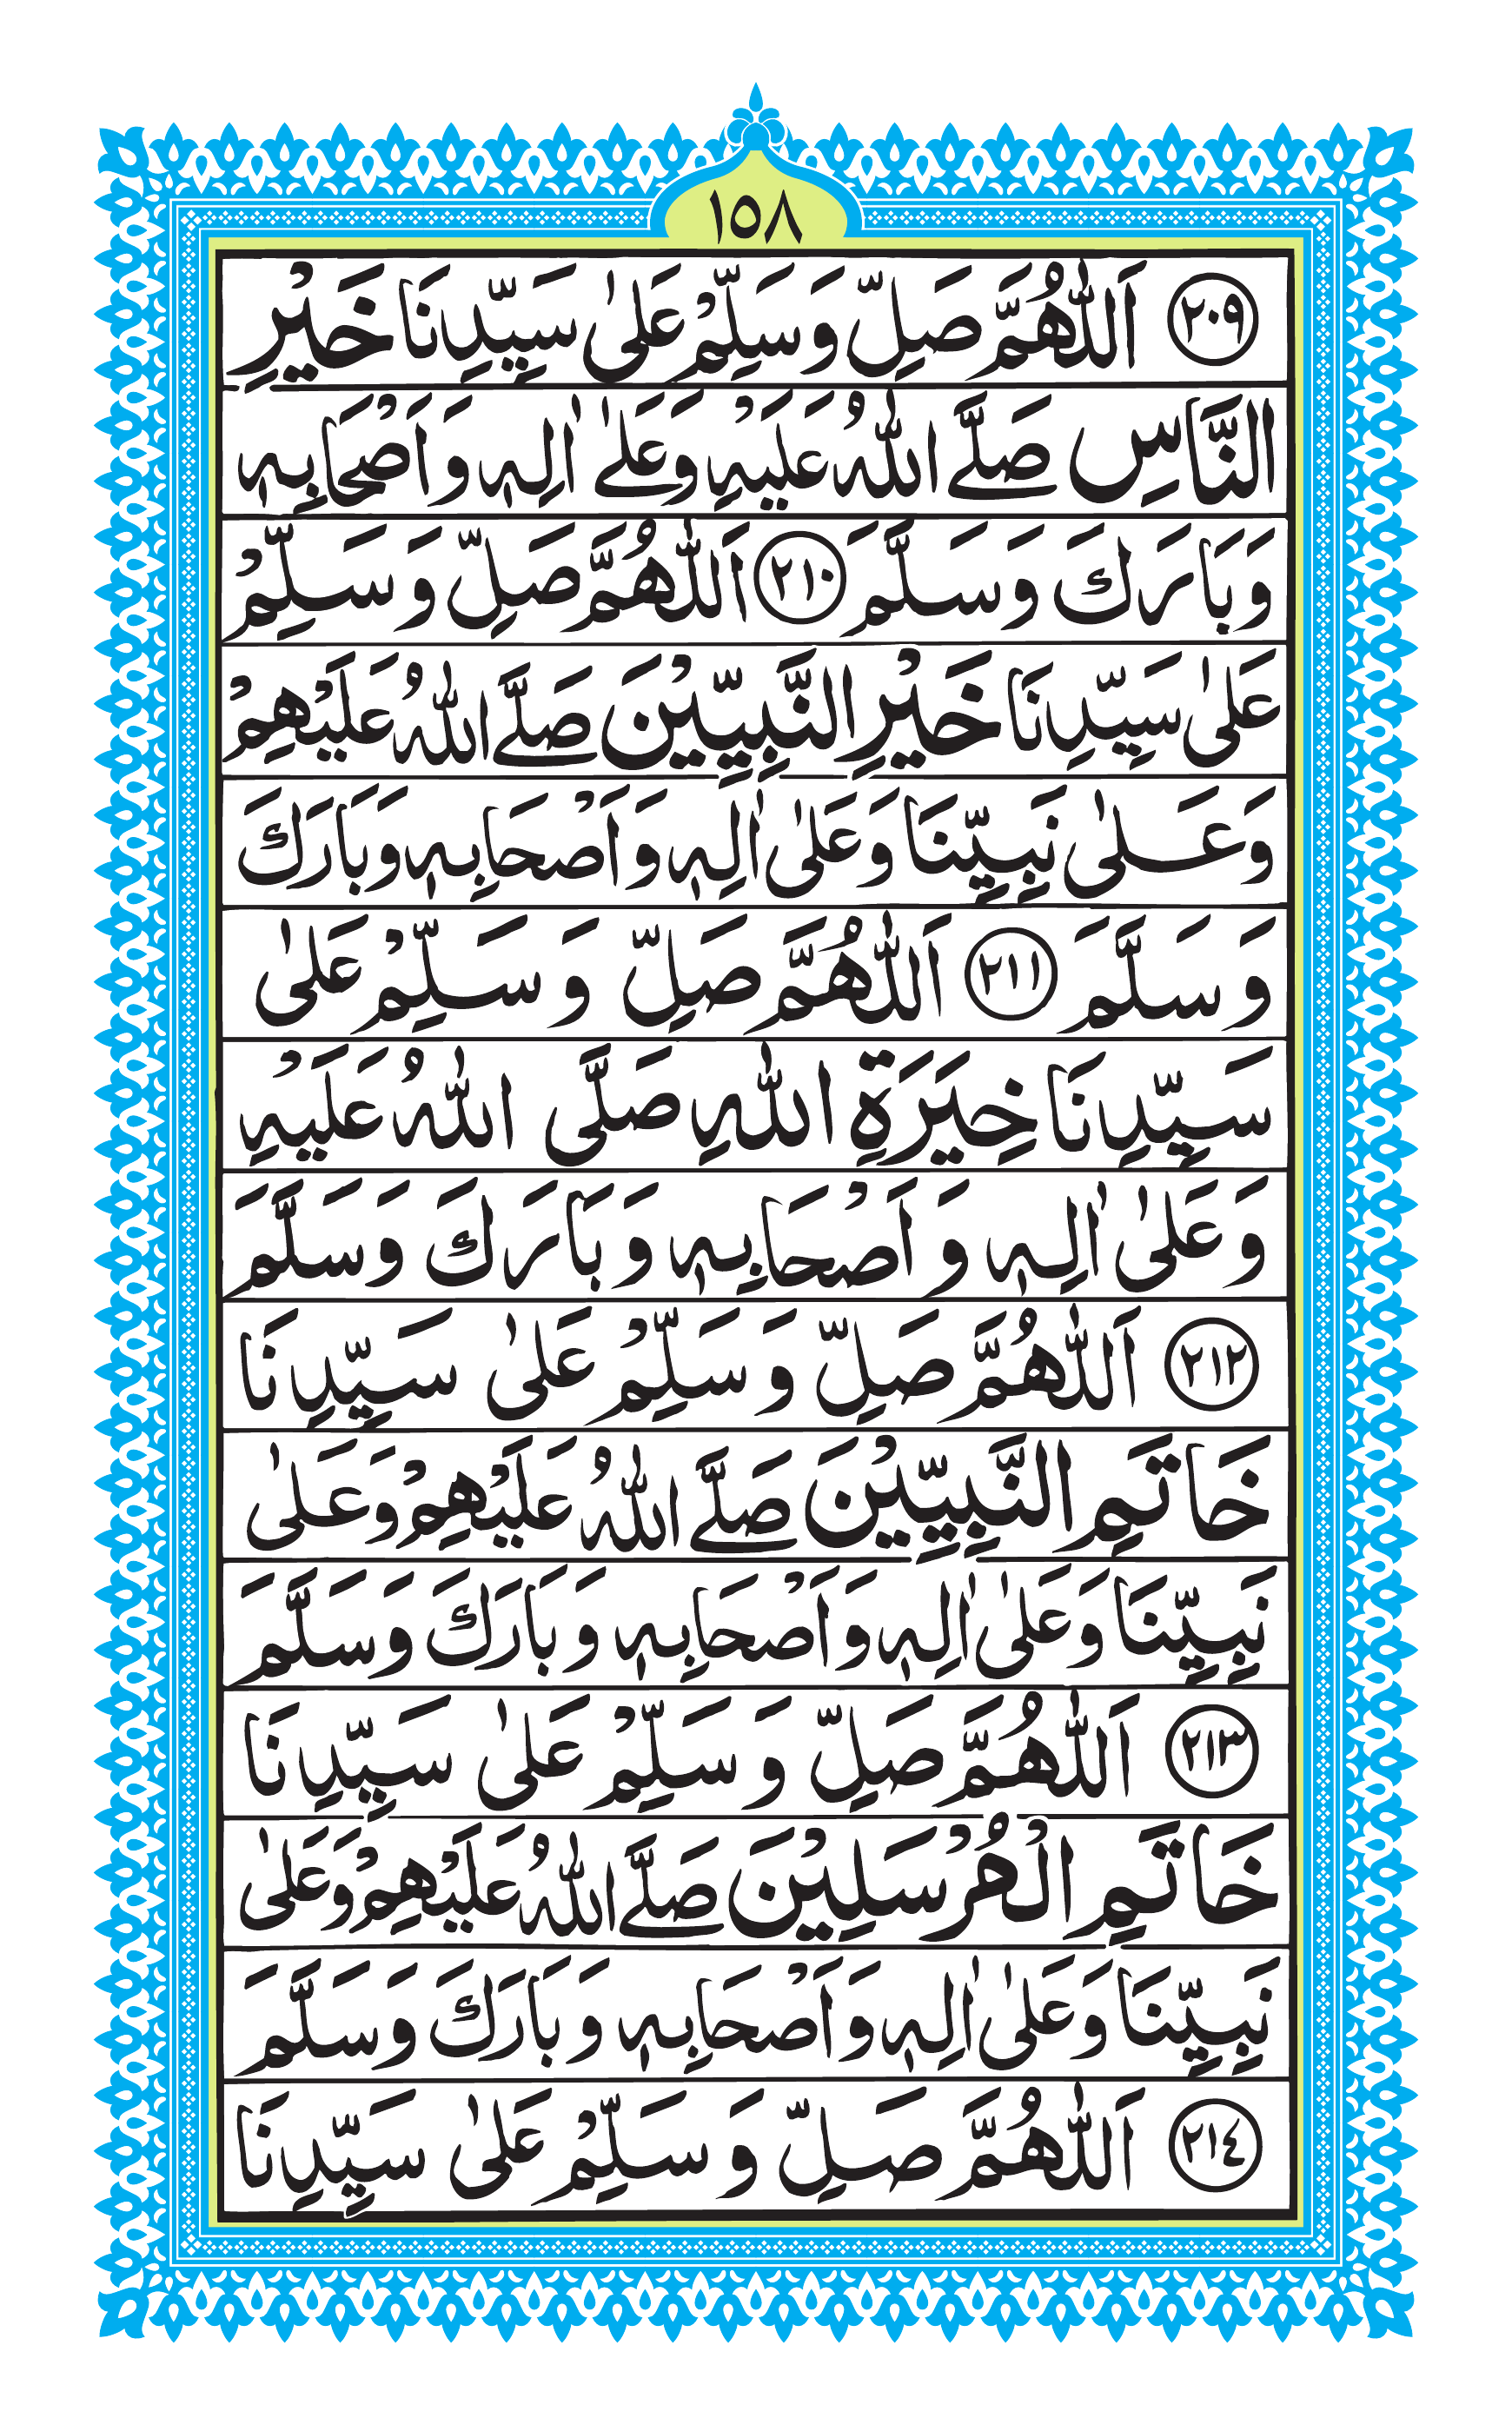 ١٥٨
٢٠٩ اَللّٰهُمَّ صَلِّ وَسَلِّمْ عَلٰى سَيِّدِنَا خَيْرِ
النَّاسِ صَلَّے اللّٰهُ عَلَيْهِ وَعَلےٰ اٰلِهٖ وَاَصْحَابِهٖ
وَبَارَكَ وَسَلَّمَ ٢١٠ اَللّٰهُمَّ صَلِّ وَسَلِّمْ
عَلٰى سَيِّدِنَا خَيْرِ النَّبِيِّيْنَ صَلَّے اللّٰهُ عَلَيْهِمْ
وَعَلٰى نَبِيِّنَا وَعَلٰى اٰلِهٖ وَاَصْحَابِهٖ وَبَارَكَ
وَسَلَّمَ ٢١١ اَللّٰهُمَّ صَلِّ وَسَلِّمْ عَلٰى
سَيِّدِنَا خِيَرَةِ اللّٰهِ صَلَّى اللّٰهُ عَلَيْهِ
وَعَلٰى اٰلِهٖ وَاَصْحَابِهٖ وَبَارَكَ وَسَلَّمَ
٢١٢ اَللّٰهُمَّ صَلِّ وَسَلِّمْ عَلٰى سَيِّدِنَا
خَاتَمِ النَّبِيِّيْنَ صَلَّے اللّٰهُ عَلَيْهِمْ وَعَلٰى
نَبِيِّنَا وَعَلٰى اٰلِهٖ وَاَصْحَابِهٖ وَبَارَكَ وَسَلَّمَ
٢١٣ اَللّٰهُمَّ صَلِّ وَسَلِّمْ عَلٰى سَيِّدِنَا
خَاتَمِ الْمُرْسَلِيْنَ صَلَّے اللّٰهُ عَلَيْهِمْ وَعَلٰى
نَبِيِّنَا وَعَلٰى اٰلِهٖ وَاَصْحَابِهٖ وَبَارَكَ وَسَلَّمَ
٢١٤ اَللّٰهُمَّ صَلِّ وَسَلِّمْ عَلٰى سَيِّدِنَا